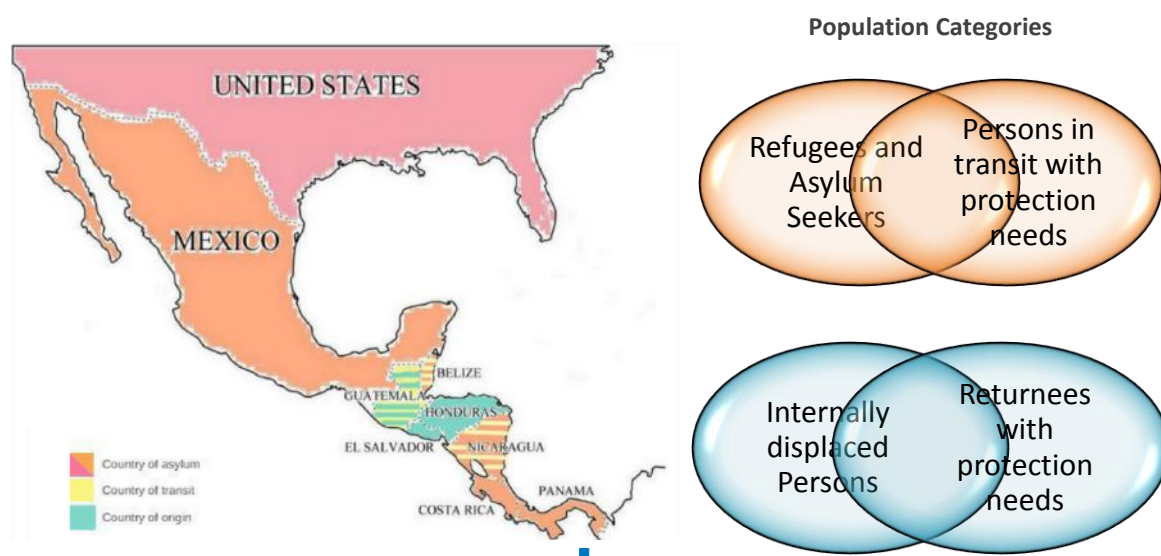 Population Categories
UNITED STATES
MEXICO
BELIZE
GUATEMALA
HONDURAS
EL SALVADOR
NICARAGUA
COSTA RICA
PANAMA
Country of asylum
Country of transit
Country of origin
Refugees and
Asylum
Seekers
Persons in
transit with
protection
needs
Internally
displaced
Persons
Returnees
with
protection
needs